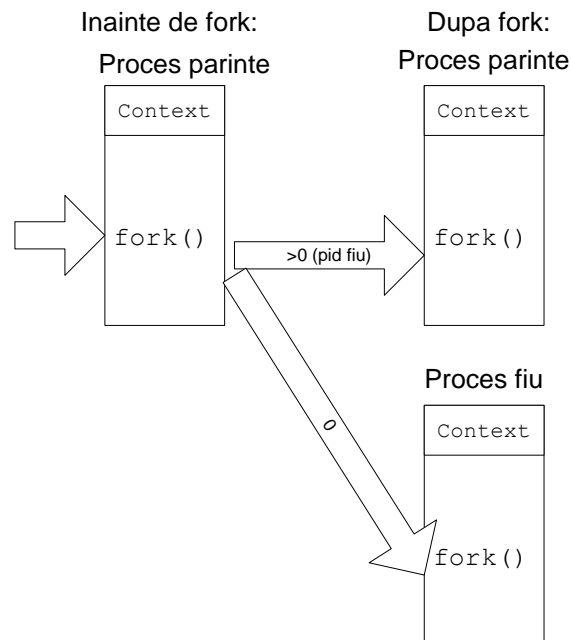 Inainte de fork:
Proces parinte
Context
fork()
>0 (pid fiu)
0
Dupa fork:
Proces parinte
Context
fork()
Proces fiu
Context
fork()